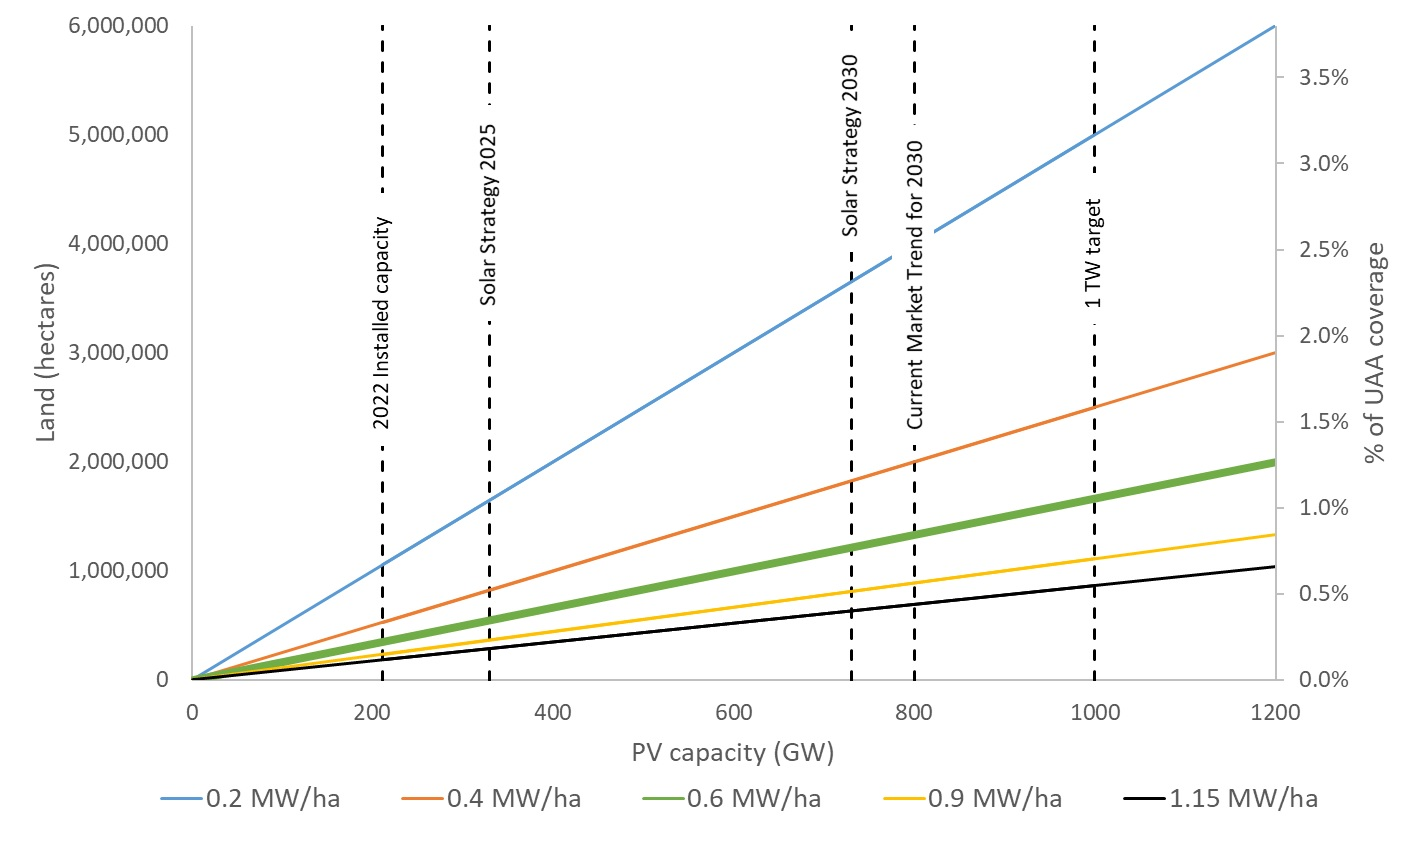 6,000,000
5,000,000
4,000,000
3,000,000
2,000,000
1,000,000
0
Land (hectares)
2022 Installed capacity
Solar Strategy 2025
Solar Strategy 2030
Current Market Trend for 2030
1 TW target
3.5%
3.0%
2.5%
2.0%
1.5%
1.0%
0.5%
0.0%
% of UAA coverage
0 200 400 600 800 1000 1200
PV capacity (GW)
0.2 MW/ha 0.4 MW/ha 0.6 MW/ha 0.9 MW/ha 1.15 MW/ha